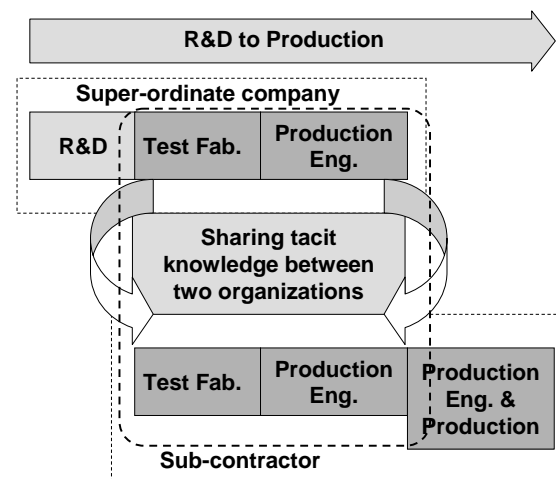 R&D to Production
Super-ordinate company
R&D
Test Fab.
Production
Eng.
Sharing tacit
knowledge between
two organizations
Test Fab.
Production
Eng.
Production
Eng. &
Production
Sub-contractor